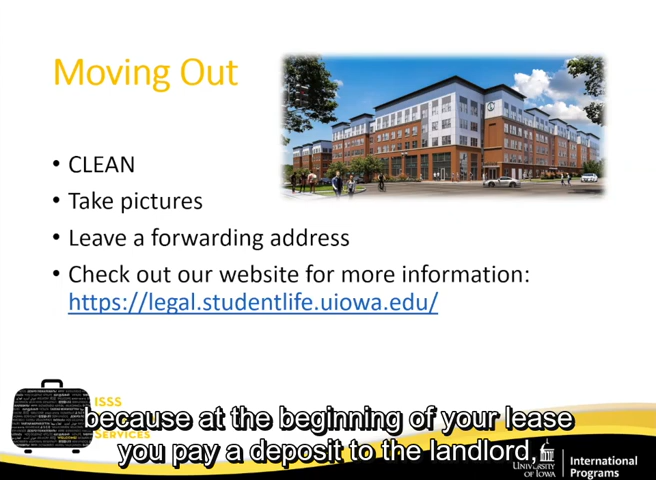 Moving Out
• CLEAN
• Take pictures
• Leave a forwarding address
• Check out our website for more information:
https://legal.studentlife.uiowa.edu/
ISSS
SERVICES
because at the beginning of your lease
you pay a deposit to the landlord,
UNIVERSITY
OF IOWA
International
Programs